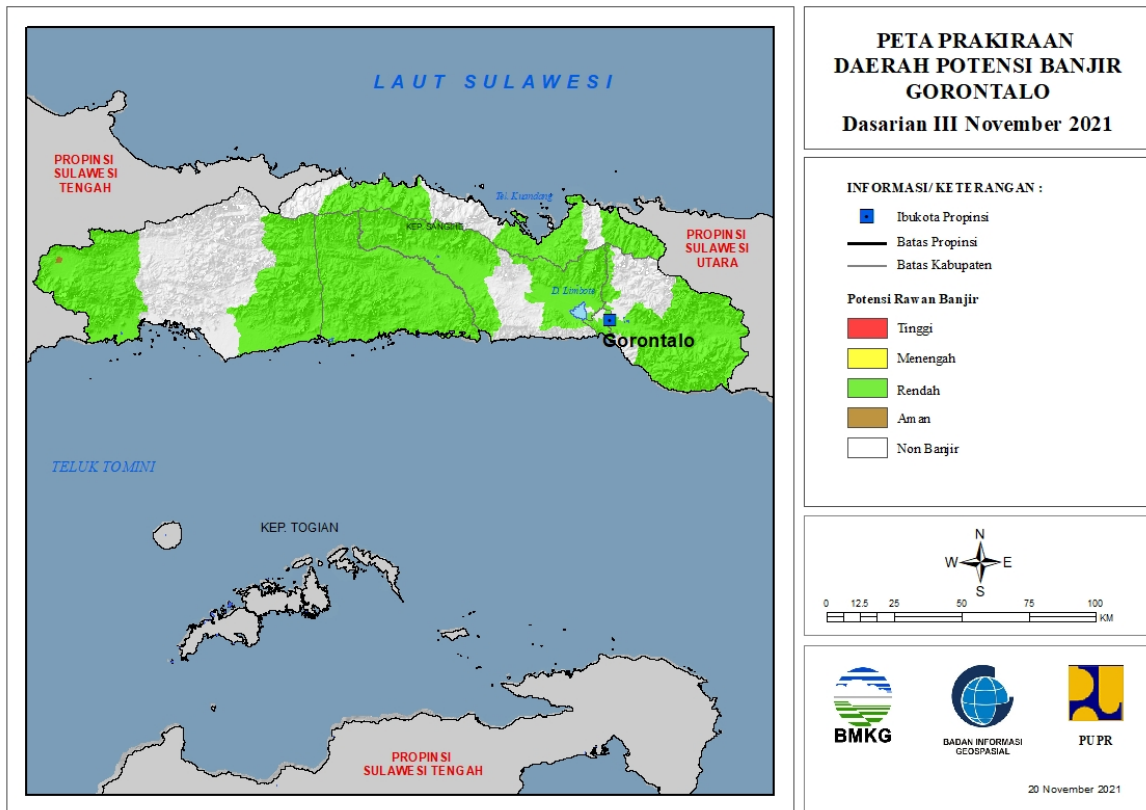 LAUT SULAWESI
PROPINSI
SULAWESI
TENGAH
Tel. Kuandang
KEP. SANGIHE
PROPINSI
SULAWESI
UTARA
D. Limboto
Gorontalo
TELUK TOMINI
KEP. TOGIAN
PROPINSI
SULAWESI TENGAH
PETA PRAKIRAAN
DAERAH POTENSI BANJIR
GORONTALO
Dasarian III November 2021
INFORMASI/ KETERANGAN :
Ibukota Propinsi
Batas Propinsi
Batas Kabupaten
Potensi Rawan Banjir
Tinggi
Menengah
Rendah
Aman
Non Banjir
N
W E
S
0 12.5 25 50 75 100
KM
BMKG
BADAN INFORMASI
GEOSPASIAL
PUPR
20 November 2021